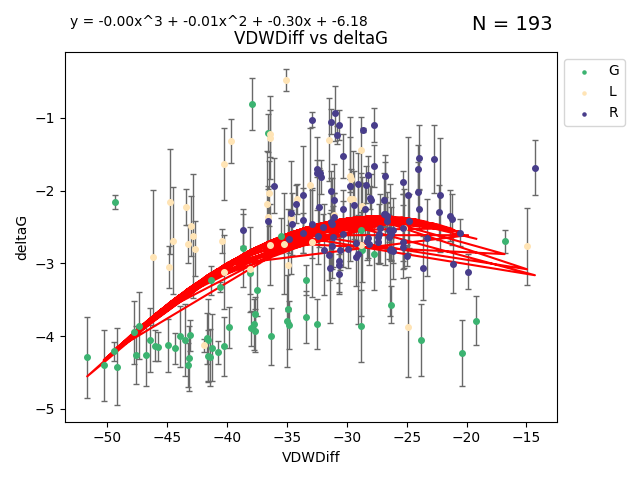 y = -0.00x^3 + -0.01x^2 + -0.30x + -6.18
N = 193
VDWDiff vs deltaG
G
L
R
−1
−2
−3
−4
−5
deltaG
−50 −45 −40 −35 −30 −25 −20 −15
VDWDiff